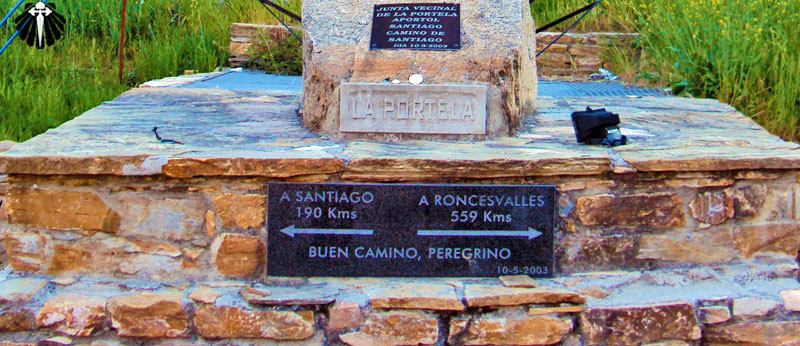 JUNTA VECINAL
DE LA PORTELA
APOSTOL
SANTIAGO
CAMINO DE
SANTIAGO
DIA 10-5-2003
LA PORTELA
A SANTIAGO
190 Kms
A RONCESVALLES
559 Kms
BUEN CAMINO, PEREGRINO
10-5-2003